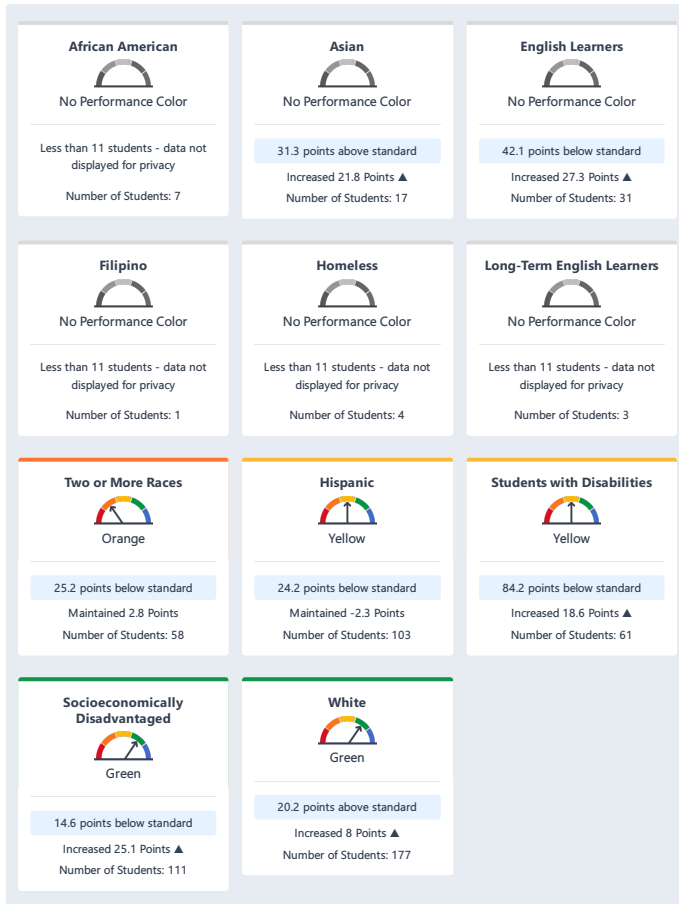 African American
No Performance Color
Less than 11 students - data not
displayed for privacy
Number of Students: 7
Asian
No Performance Color
31.3 points above standard
Increased 21.8 Points ▲
Number of Students: 17
English Learners
No Performance Color
42.1 points below standard
Increased 27.3 Points ▲
Number of Students: 31
Filipino
No Performance Color
Less than 11 students - data not
displayed for privacy
Number of Students: 1
Homeless
No Performance Color
Less than 11 students - data not
displayed for privacy
Number of Students: 4
Long-Term English Learners
No Performance Color
Less than 11 students - data not
displayed for privacy
Number of Students: 3
Two or More Races
Orange
25.2 points below standard
Maintained 2.8 Points
Number of Students: 58
Hispanic
Yellow
24.2 points below standard
Maintained -2.3 Points
Number of Students: 103
Students with Disabilities
Yellow
84.2 points below standard
Increased 18.6 Points ▲
Number of Students: 61
Socioeconomically
Disadvantaged
Green
14.6 points below standard
Increased 25.1 Points ▲
Number of Students: 111
White
Green
20.2 points above standard
Increased 8 Points ▲
Number of Students: 177